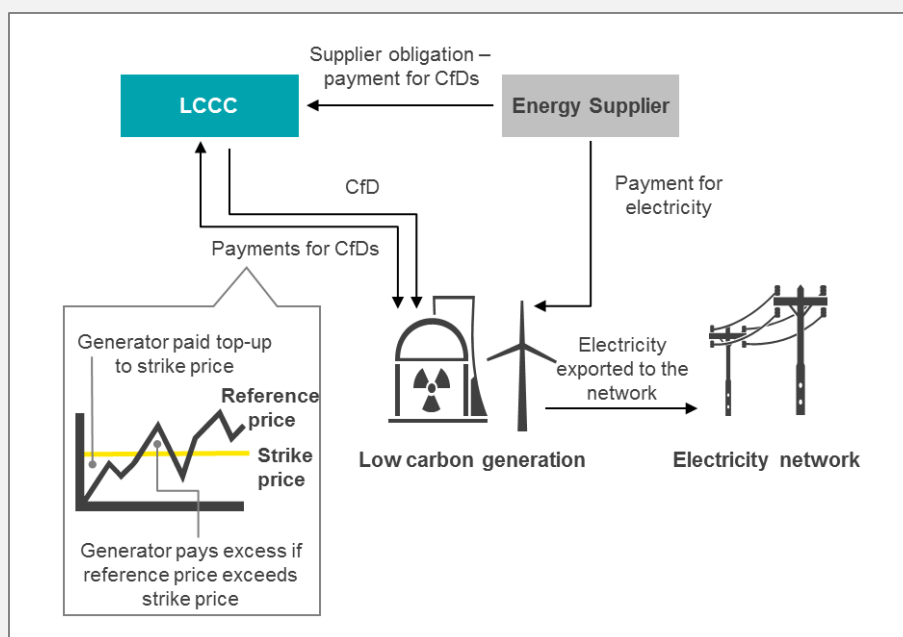 Supplier obligation –
payment for CfDs
LCCC
Energy Supplier
CfD
Payment for
electricity
Payments for CfDs
Generator paid top-up
to strike price
Reference
price
Strike
price
Generator pays excess if
reference price exceeds
strike price
Electricity
exported to the
network
Low carbon generation
Electricity network